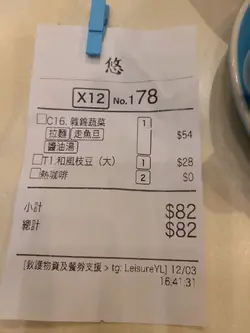 悠
X12 No.178
C16. 雜錦蔬菜 1
拉麵 走魚旦 $54
醬油湯
T1.和風枝豆（大） 1 $28
熱咖啡 2 $0
小計 $82
總計 $82
[救護物資及餐券支援 > tg: LeisureYL] 12/03
16:41:31